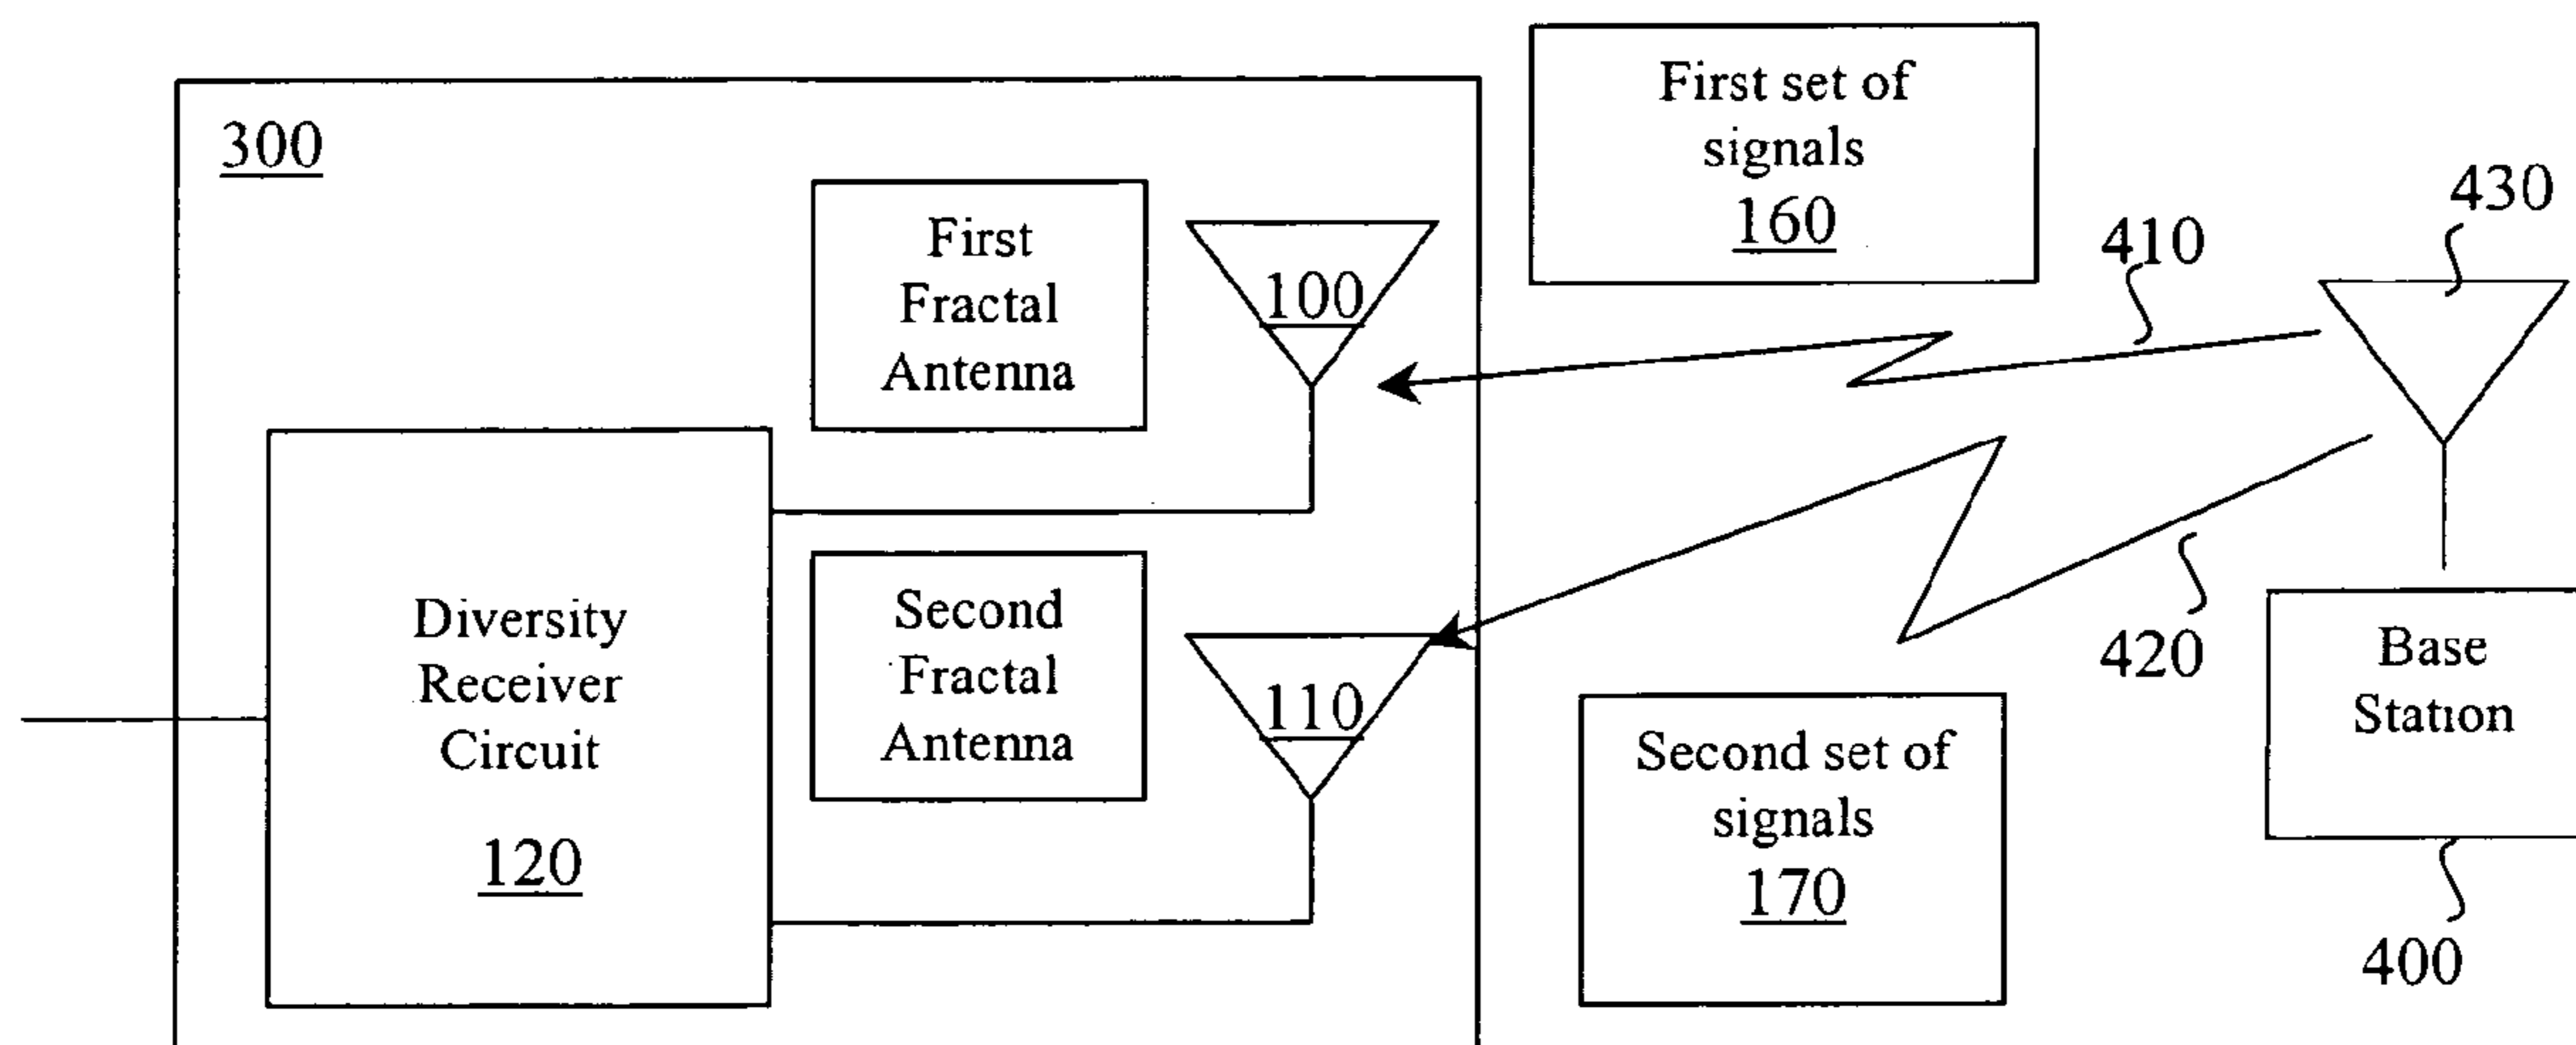 300
First
Fractal
Antenna
100
First set of
signals
160
410
430
Diversity
Receiver
Circuit
120
Second
Fractal
Antenna
110
420
Second set of
signals
170
Base
Station
400